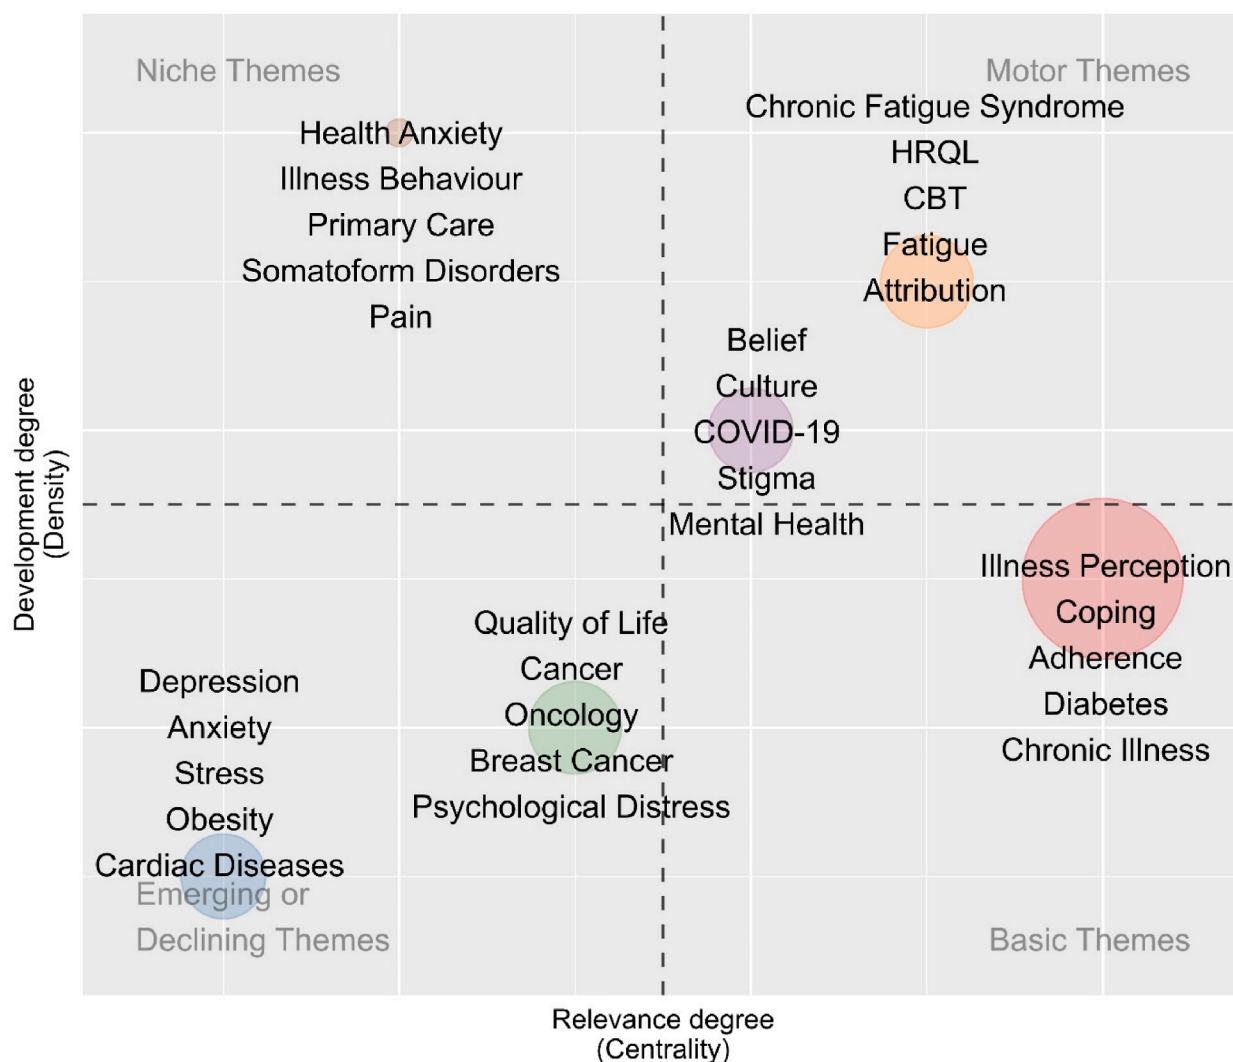 Niche Themes
Motor Themes
Health Anxiety
Illness Behaviour
Primary Care
Somatoform Disorders
Pain
Chronic Fatigue Syndrome
HRQL
CBT
Fatigue
Attribution
Belief
Culture
COVID-19
Stigma
Mental Health
Illness Perception
Coping
Adherence
Diabetes
Chronic Illness
Quality of Life
Cancer
Oncology
Breast Cancer
Psychological Distress
Depression
Anxiety
Stress
Obesity
Cardiac Diseases
Emerging or
Declining Themes
Basic Themes
Development degree
(Density)
Relevance degree
(Centrality)